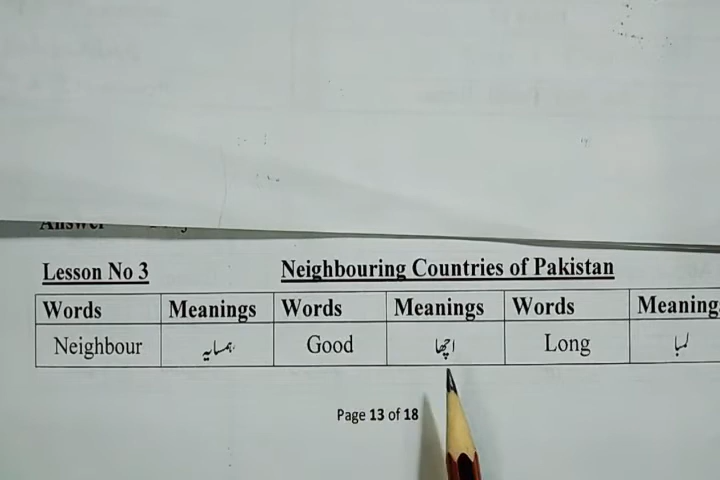 Answer
Lesson No 3 Neighbouring Countries of Pakistan
Words Meanings Words Meanings Words Meaning
Neighbour ہمسایہ Good اچھا Long لمبا
Page 13 of 18